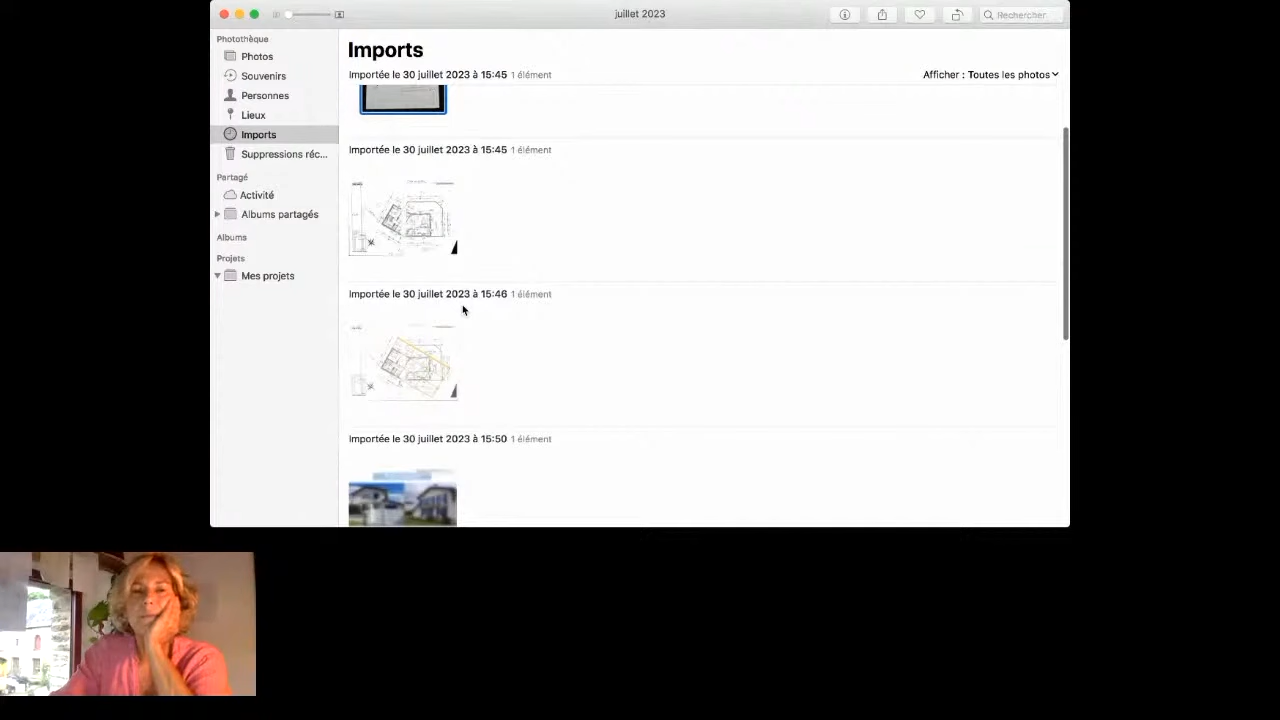 juillet 2023
Rechercher
Photothèque
Photos
Souvenirs
Personnes
Lieux
Imports
Suppressions réc...
Partagé
Activité
Albums partagés
Albums
Projets
Mes projets
Imports
Importée le 30 juillet 2023 à 15:45 1 élément
Afficher : Toutes les photos
Importée le 30 juillet 2023 à 15:45 1 élément
Importée le 30 juillet 2023 à 15:46 1 élément
Importée le 30 juillet 2023 à 15:50 1 élément